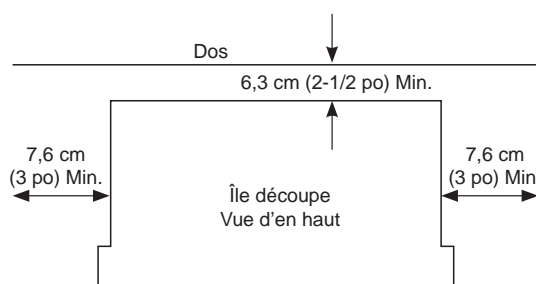 Dos
6,3 cm (2-1/2 po) Min.
7,6 cm
(3 po) Min.
7,6 cm
(3 po) Min
Île découpe
Vue d'en haut